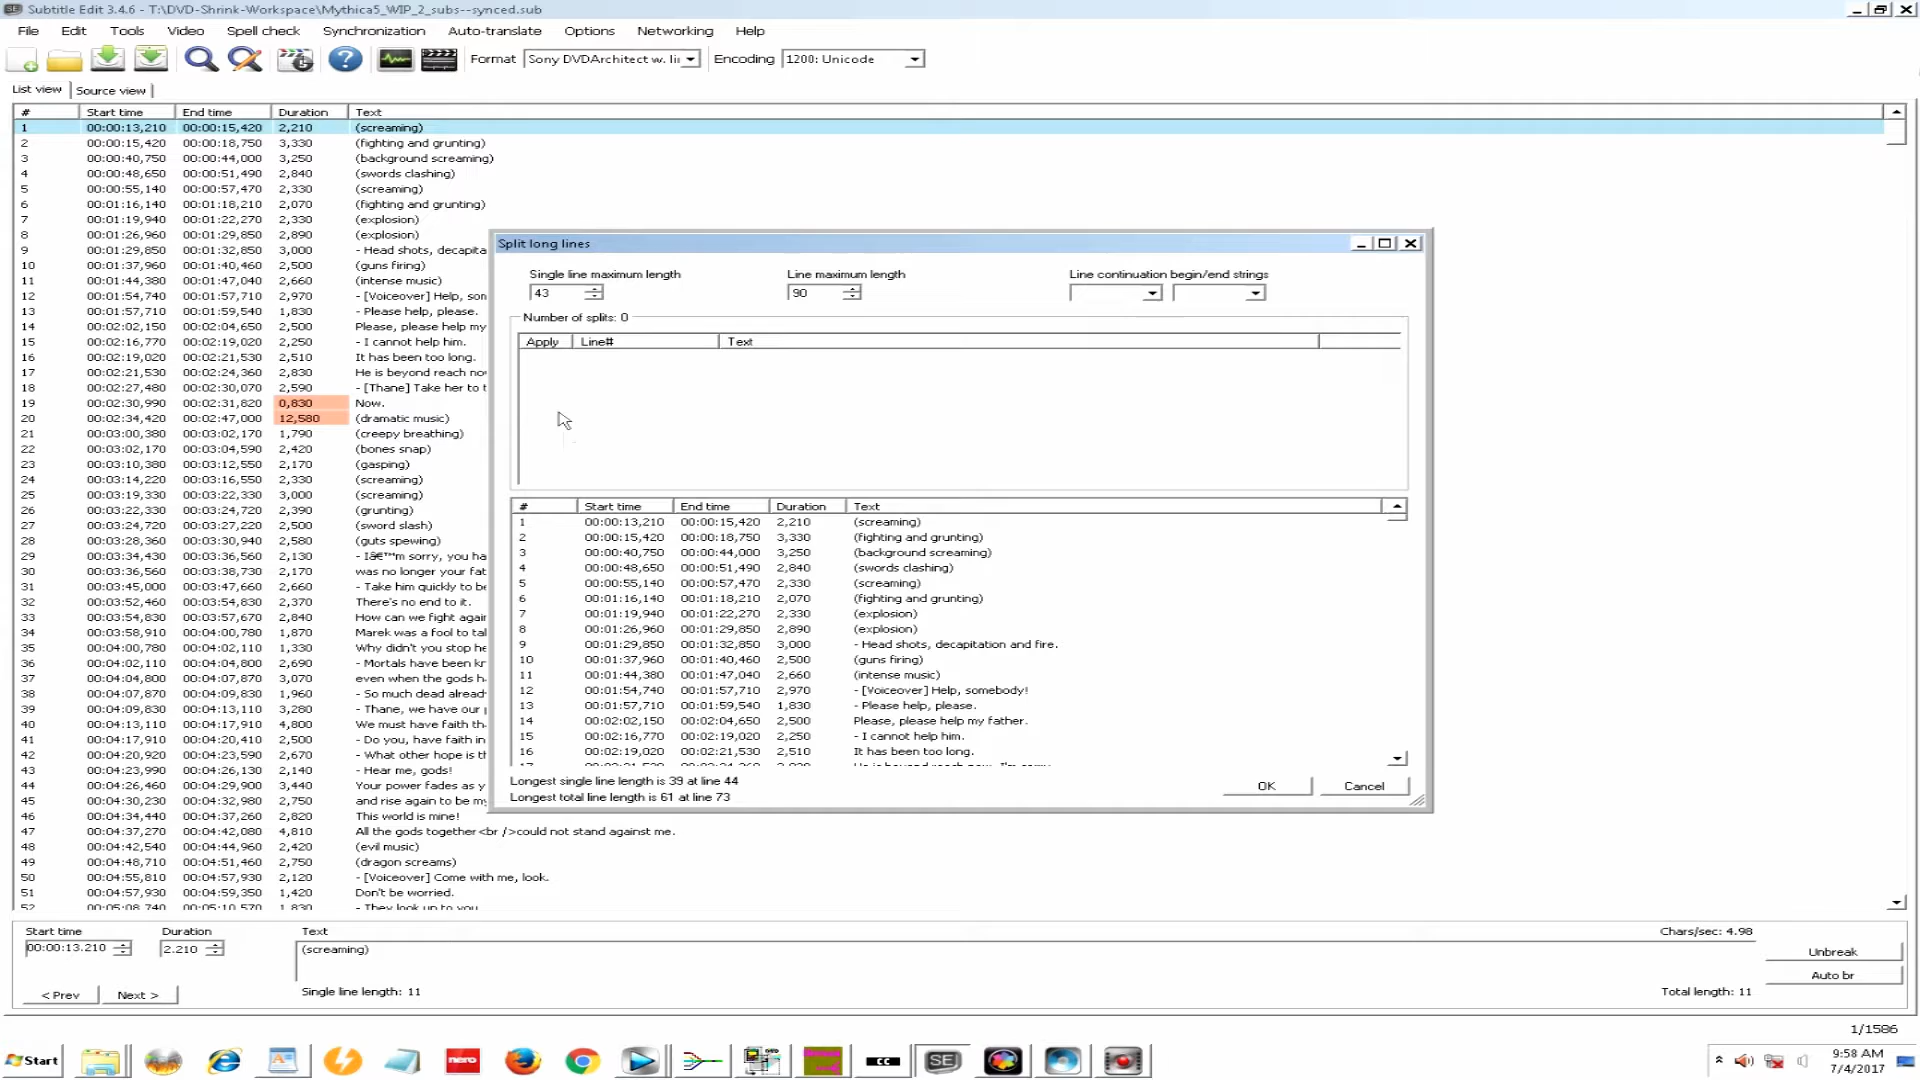 Subtitle Edit 3.4.6 - T:\DVD-Shrink-Workspace\Mythica5_WIP_2_subs--synced.sub
File Edit Tools Video Spell check Synchronization Auto-translate Options Networking Help
Format Sony DVDArchitect w. li Encoding 1200: Unicode
List view Source view
# Start time End time Duration Text
1 00:00:13,210 00:00:15,420 2,210 (screaming)
2 00:00:15,420 00:00:18,750 3,330 (fighting and grunting)
3 00:00:40,750 00:00:44,000 3,250 (background screaming)
4 00:00:48,650 00:00:51,490 2,840 (swords clashing)
5 00:00:55,140 00:00:57,470 2,330 (screaming)
6 00:01:16,140 00:01:18,210 2,070 (fighting and grunting)
7 00:01:19,940 00:01:22,270 2,330 (explosion)
8 00:01:26,960 00:01:29,850 2,890 (explosion)
9 00:01:29,850 00:01:32,850 3,000 - Head shots, decapita
10 00:01:37,960 00:01:40,460 2,500 (guns firing)
11 00:01:44,380 00:01:47,040 2,660 (intense music)
12 00:01:54,740 00:01:57,710 2,970 - [Voiceover] Help, son
13 00:01:57,710 00:01:59,540 1,830 - Please help, please.
14 00:02:02,150 00:02:04,650 2,500 Please, please help my
15 00:02:16,770 00:02:19,020 2,250 - I cannot help him.
16 00:02:19,020 00:02:21,530 2,510 It has been too long.
17 00:02:21,530 00:02:24,360 2,830 He is beyond reach no
18 00:02:27,480 00:02:30,070 2,590 - [Thane] Take her to t
19 00:02:30,990 00:02:31,820 0,830 Now.
20 00:02:34,420 00:02:47,000 12,580 (dramatic music)
21 00:03:00,380 00:03:02,170 1,790 (creepy breathing)
22 00:03:02,170 00:03:04,590 2,420 (bones snap)
23 00:03:10,380 00:03:12,550 2,170 (gasping)
24 00:03:14,220 00:03:16,550 2,330 (screaming)
25 00:03:19,330 00:03:22,330 3,000 (screaming)
26 00:03:22,330 00:03:24,720 2,390 (grunting)
27 00:03:24,720 00:03:27,220 2,500 (sword slash)
28 00:03:28,360 00:03:30,940 2,580 (guts spewing)
29 00:03:34,430 00:03:36,560 2,130 - Iâ€™m sorry, you ha
30 00:03:36,560 00:03:38,730 2,170 was no longer your fat
31 00:03:45,000 00:03:47,660 2,660 - Take him quickly to be
32 00:03:52,460 00:03:54,830 2,370 There's no end to it.
33 00:03:54,830 00:03:57,670 2,840 How can we fight agair
34 00:03:58,910 00:04:00,780 1,870 Marek was a fool to tal
35 00:04:00,780 00:04:02,110 1,330 Why didn't you stop he
36 00:04:02,110 00:04:04,800 2,690 - Mortals have been kr
37 00:04:04,800 00:04:07,870 3,070 even when the gods h
38 00:04:07,870 00:04:09,830 1,960 - So much dead alread
39 00:04:09,830 00:04:13,110 3,280 - Thane, we have our
40 00:04:13,110 00:04:17,910 4,800 We must have faith th
41 00:04:17,910 00:04:20,410 2,500 - Do you, have faith in
42 00:04:20,920 00:04:23,590 2,670 - What other hope is th
43 00:04:23,990 00:04:26,130 2,140 - Hear me, gods!
44 00:04:26,460 00:04:29,900 3,440 Your power fades as y
45 00:04:30,230 00:04:32,980 2,750 and rise again to be m
46 00:04:34,440 00:04:37,260 2,820 This world is mine!
47 00:04:37,270 00:04:42,080 4,810 All the gods together<br />could not stand against me.
48 00:04:42,540 00:04:44,960 2,420 (evil music)
49 00:04:48,710 00:04:51,460 2,750 (dragon screams)
50 00:04:55,810 00:04:57,930 2,120 - [Voiceover] Come with me, look.
51 00:04:57,930 00:04:59,350 1,420 Don't be worried.
52 00:05:08,740 00:05:10,570 1,830 - They look up to you
Split long lines
Single line maximum length Line maximum length Line continuation begin/end strings
43 90
Number of splits: 0
Apply Line# Text
# Start time End time Duration Text
1 00:00:13,210 00:00:15,420 2,210 (screaming)
2 00:00:15,420 00:00:18,750 3,330 (fighting and grunting)
3 00:00:40,750 00:00:44,000 3,250 (background screaming)
4 00:00:48,650 00:00:51,490 2,840 (swords clashing)
5 00:00:55,140 00:00:57,470 2,330 (screaming)
6 00:01:16,140 00:01:18,210 2,070 (fighting and grunting)
7 00:01:19,940 00:01:22,270 2,330 (explosion)
8 00:01:26,960 00:01:29,850 2,890 (explosion)
9 00:01:29,850 00:01:32,850 3,000 - Head shots, decapitation and fire.
10 00:01:37,960 00:01:40,460 2,500 (guns firing)
11 00:01:44,380 00:01:47,040 2,660 (intense music)
12 00:01:54,740 00:01:57,710 2,970 - [Voiceover] Help, somebody!
13 00:01:57,710 00:01:59,540 1,830 - Please help, please.
14 00:02:02,150 00:02:04,650 2,500 Please, please help my father.
15 00:02:16,770 00:02:19,020 2,250 - I cannot help him.
16 00:02:19,020 00:02:21,530 2,510 It has been too long.
Longest single line length is 39 at line 44
Longest total line length is 61 at line 73
OK Cancel
Start time Duration Text Chars/sec: 4.98
00:00:13.210 2.210 (screaming)
Unbreak
Auto br
< Prev Next > Single line length: 11 Total length: 11
1/1586
Start nero CC SE
9:58 AM
7/4/2017